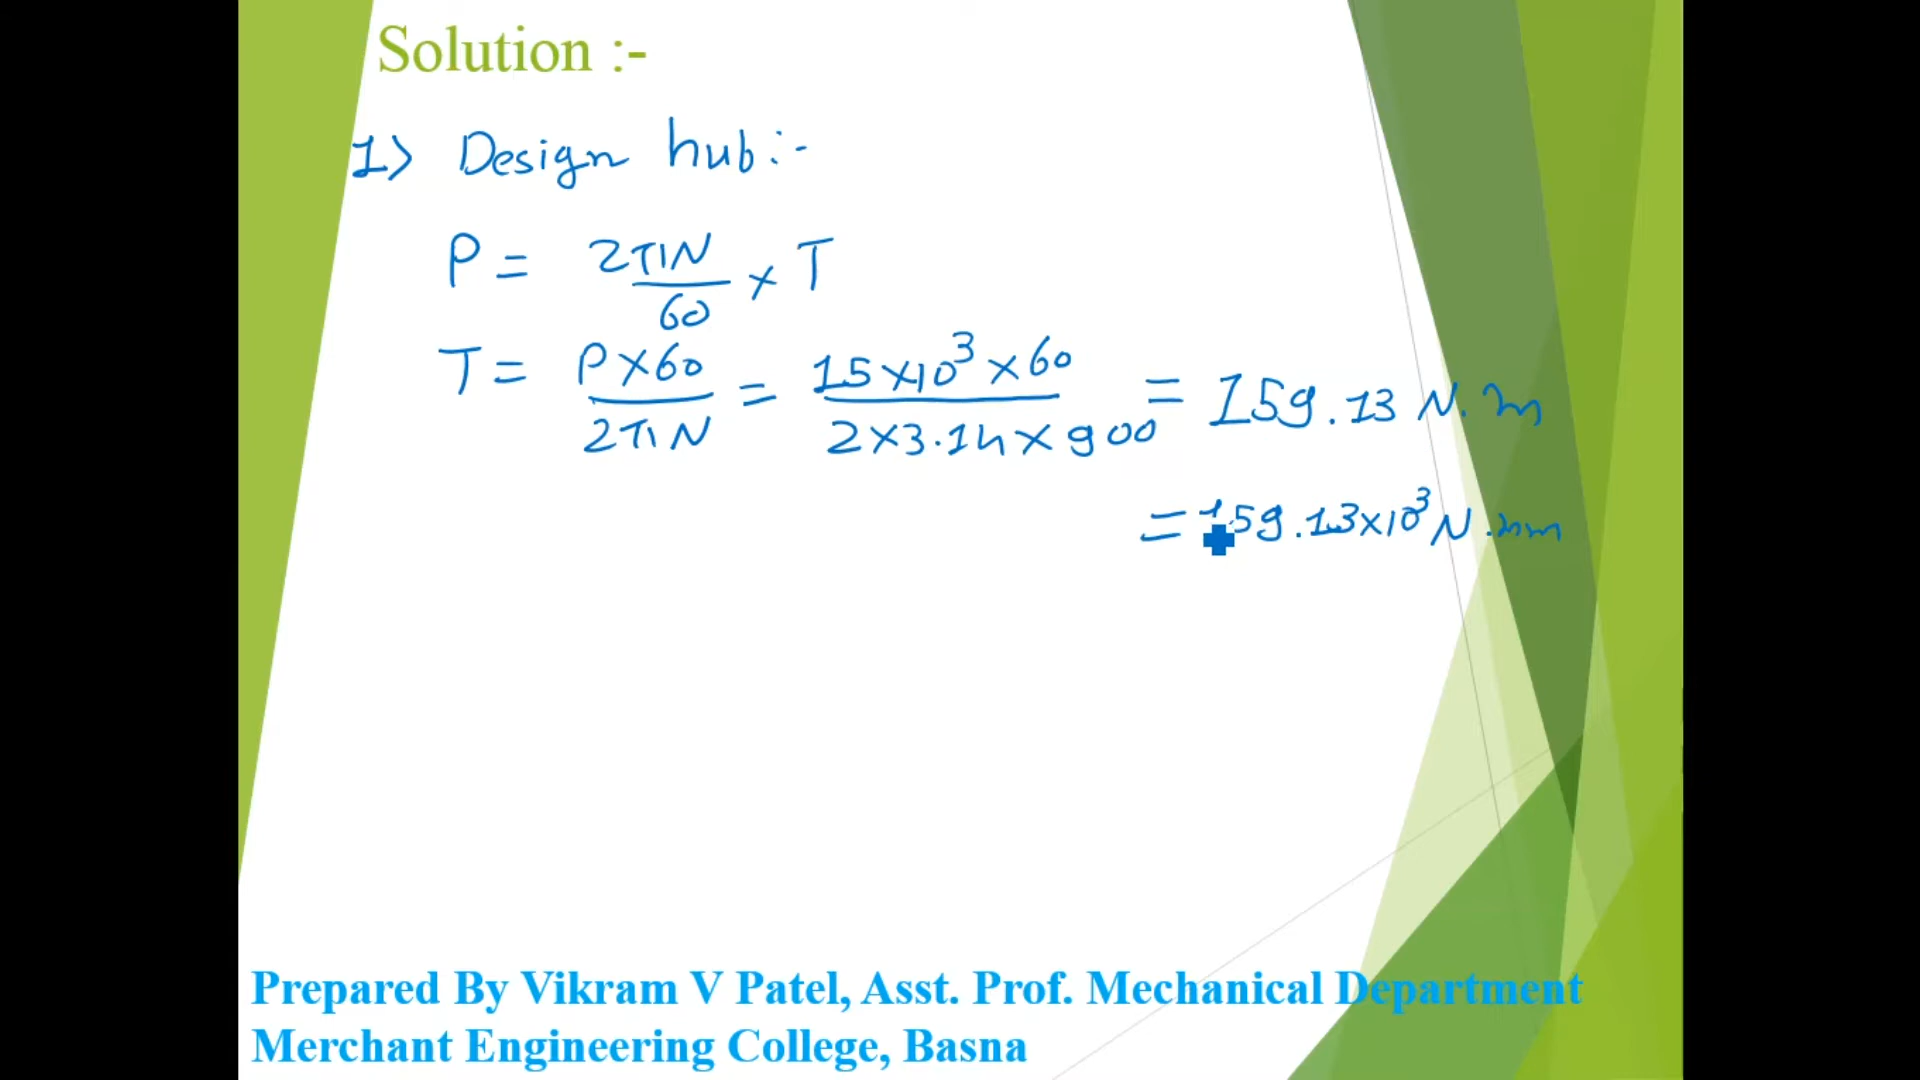 Solution :-
1> Design hub:-
P = 2πN/60 × T
T = P×60/2πN = 15×10³×60/2×3.14×900 = 159.13 N.m
= 159.13×10³ N.mm
Prepared By Vikram V Patel, Asst. Prof. Mechanical Department
Merchant Engineering College, Basna